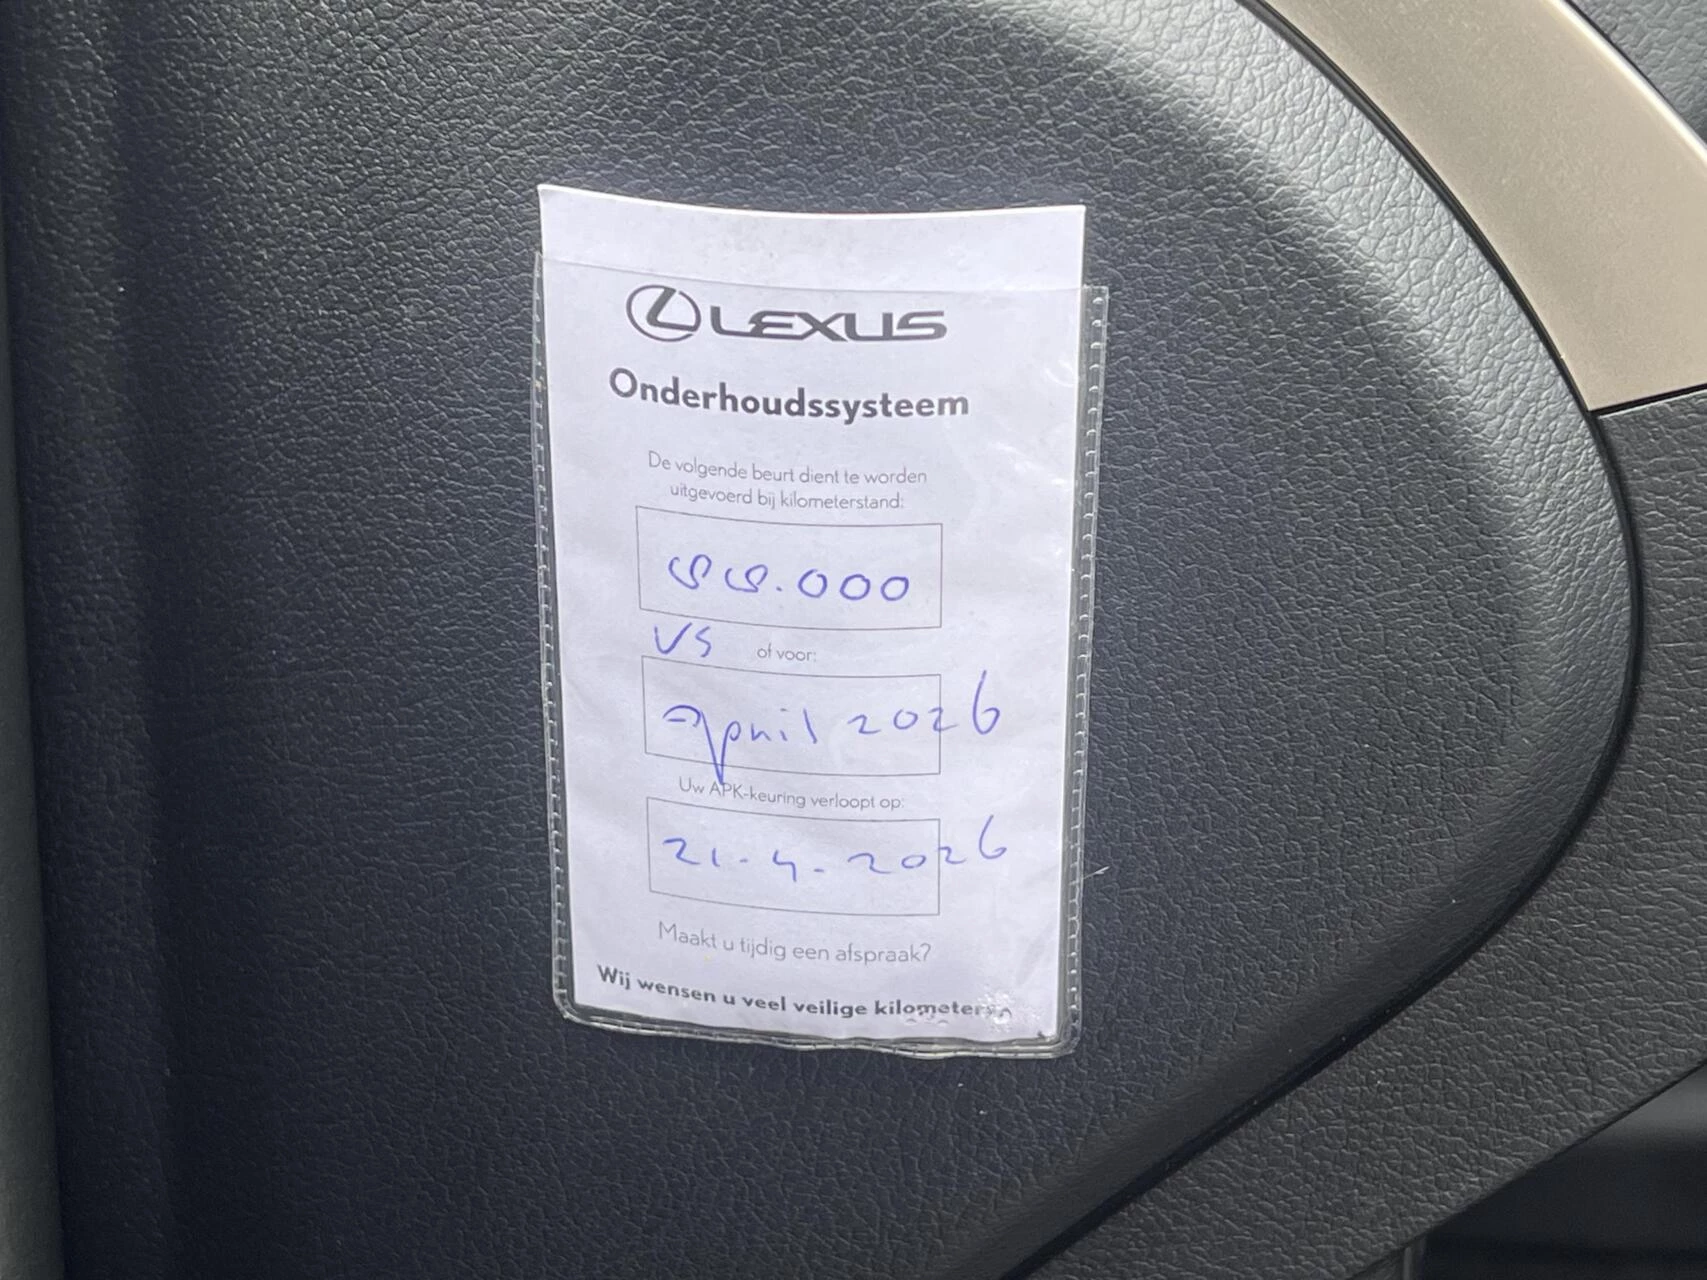 LEXUS
Onderhoudssysteem
De volgende beurt dient te worden
uitgevoerd bij kilometerstand:
88.000
VS of voor:
april 2026
Uw APK-keuring verloopt op:
21-4-2026
Maakt u tijdig een afspraak?
Wij wensen u veel veilige kilometers